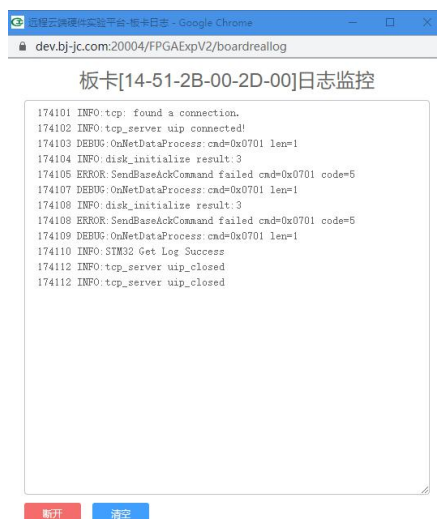 远程云端硬件实验平台-板卡日志 - Google Chrome
dev.bj-jc.com:20004/FPGAExpV2/boardreallog
板卡[14-51-2B-00-2D-00]日志监控
174101 INFO:tcp: found a connection.
174102 INFO:tcp_server uip connected!
174103 DEBUG:OnNetDataProcess:cmd=0x0701 len=1
174104 INFO:disk_initialize result:3
174105 ERROR:SendBaseAckCommand failed cmd=0x0701 code=5
174107 DEBUG:OnNetDataProcess:cmd=0x0701 len=1
174108 INFO:disk_initialize result:3
174108 ERROR:SendBaseAckCommand failed cmd=0x0701 code=5
174109 DEBUG:OnNetDataProcess:cmd=0x0701 len=1
174110 INFO:STM32 Get Log Success
174112 INFO:tcp_server uip_closed
174112 INFO:tcp_server uip_closed
断开 清空